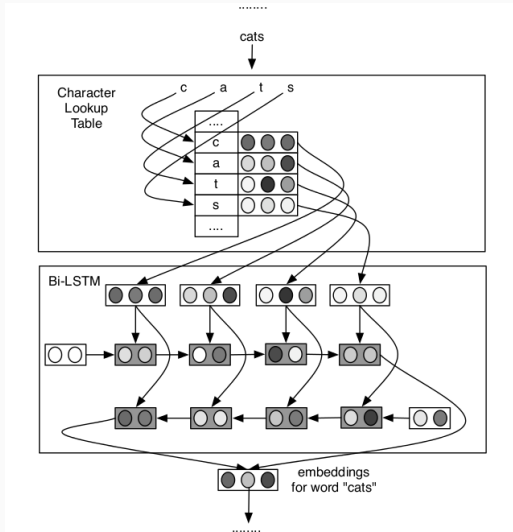 ........
cats
Character
Lookup
Table
c a t s
....
c
a
t
s
....
Bi-LSTM
embeddings
for word "cats"
........